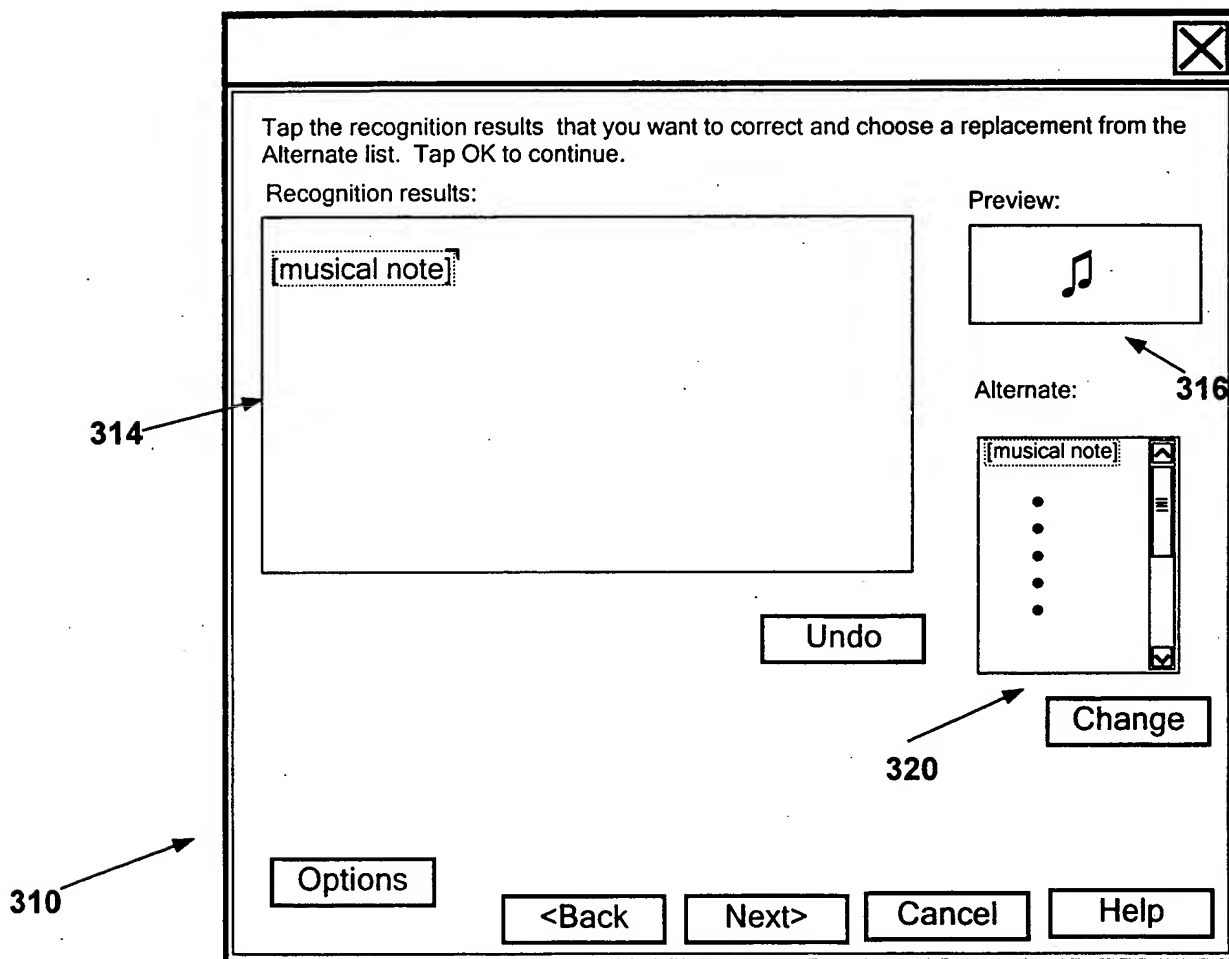 Tap the recognition results that you want to correct and choose a replacement from the
Alternate list. Tap OK to continue.
Recognition results:
Preview:
[musical note]
316
Alternate:
314
[musical note]
Undo
Change
320
310
Options
<Back
Next>
Cancel
Help